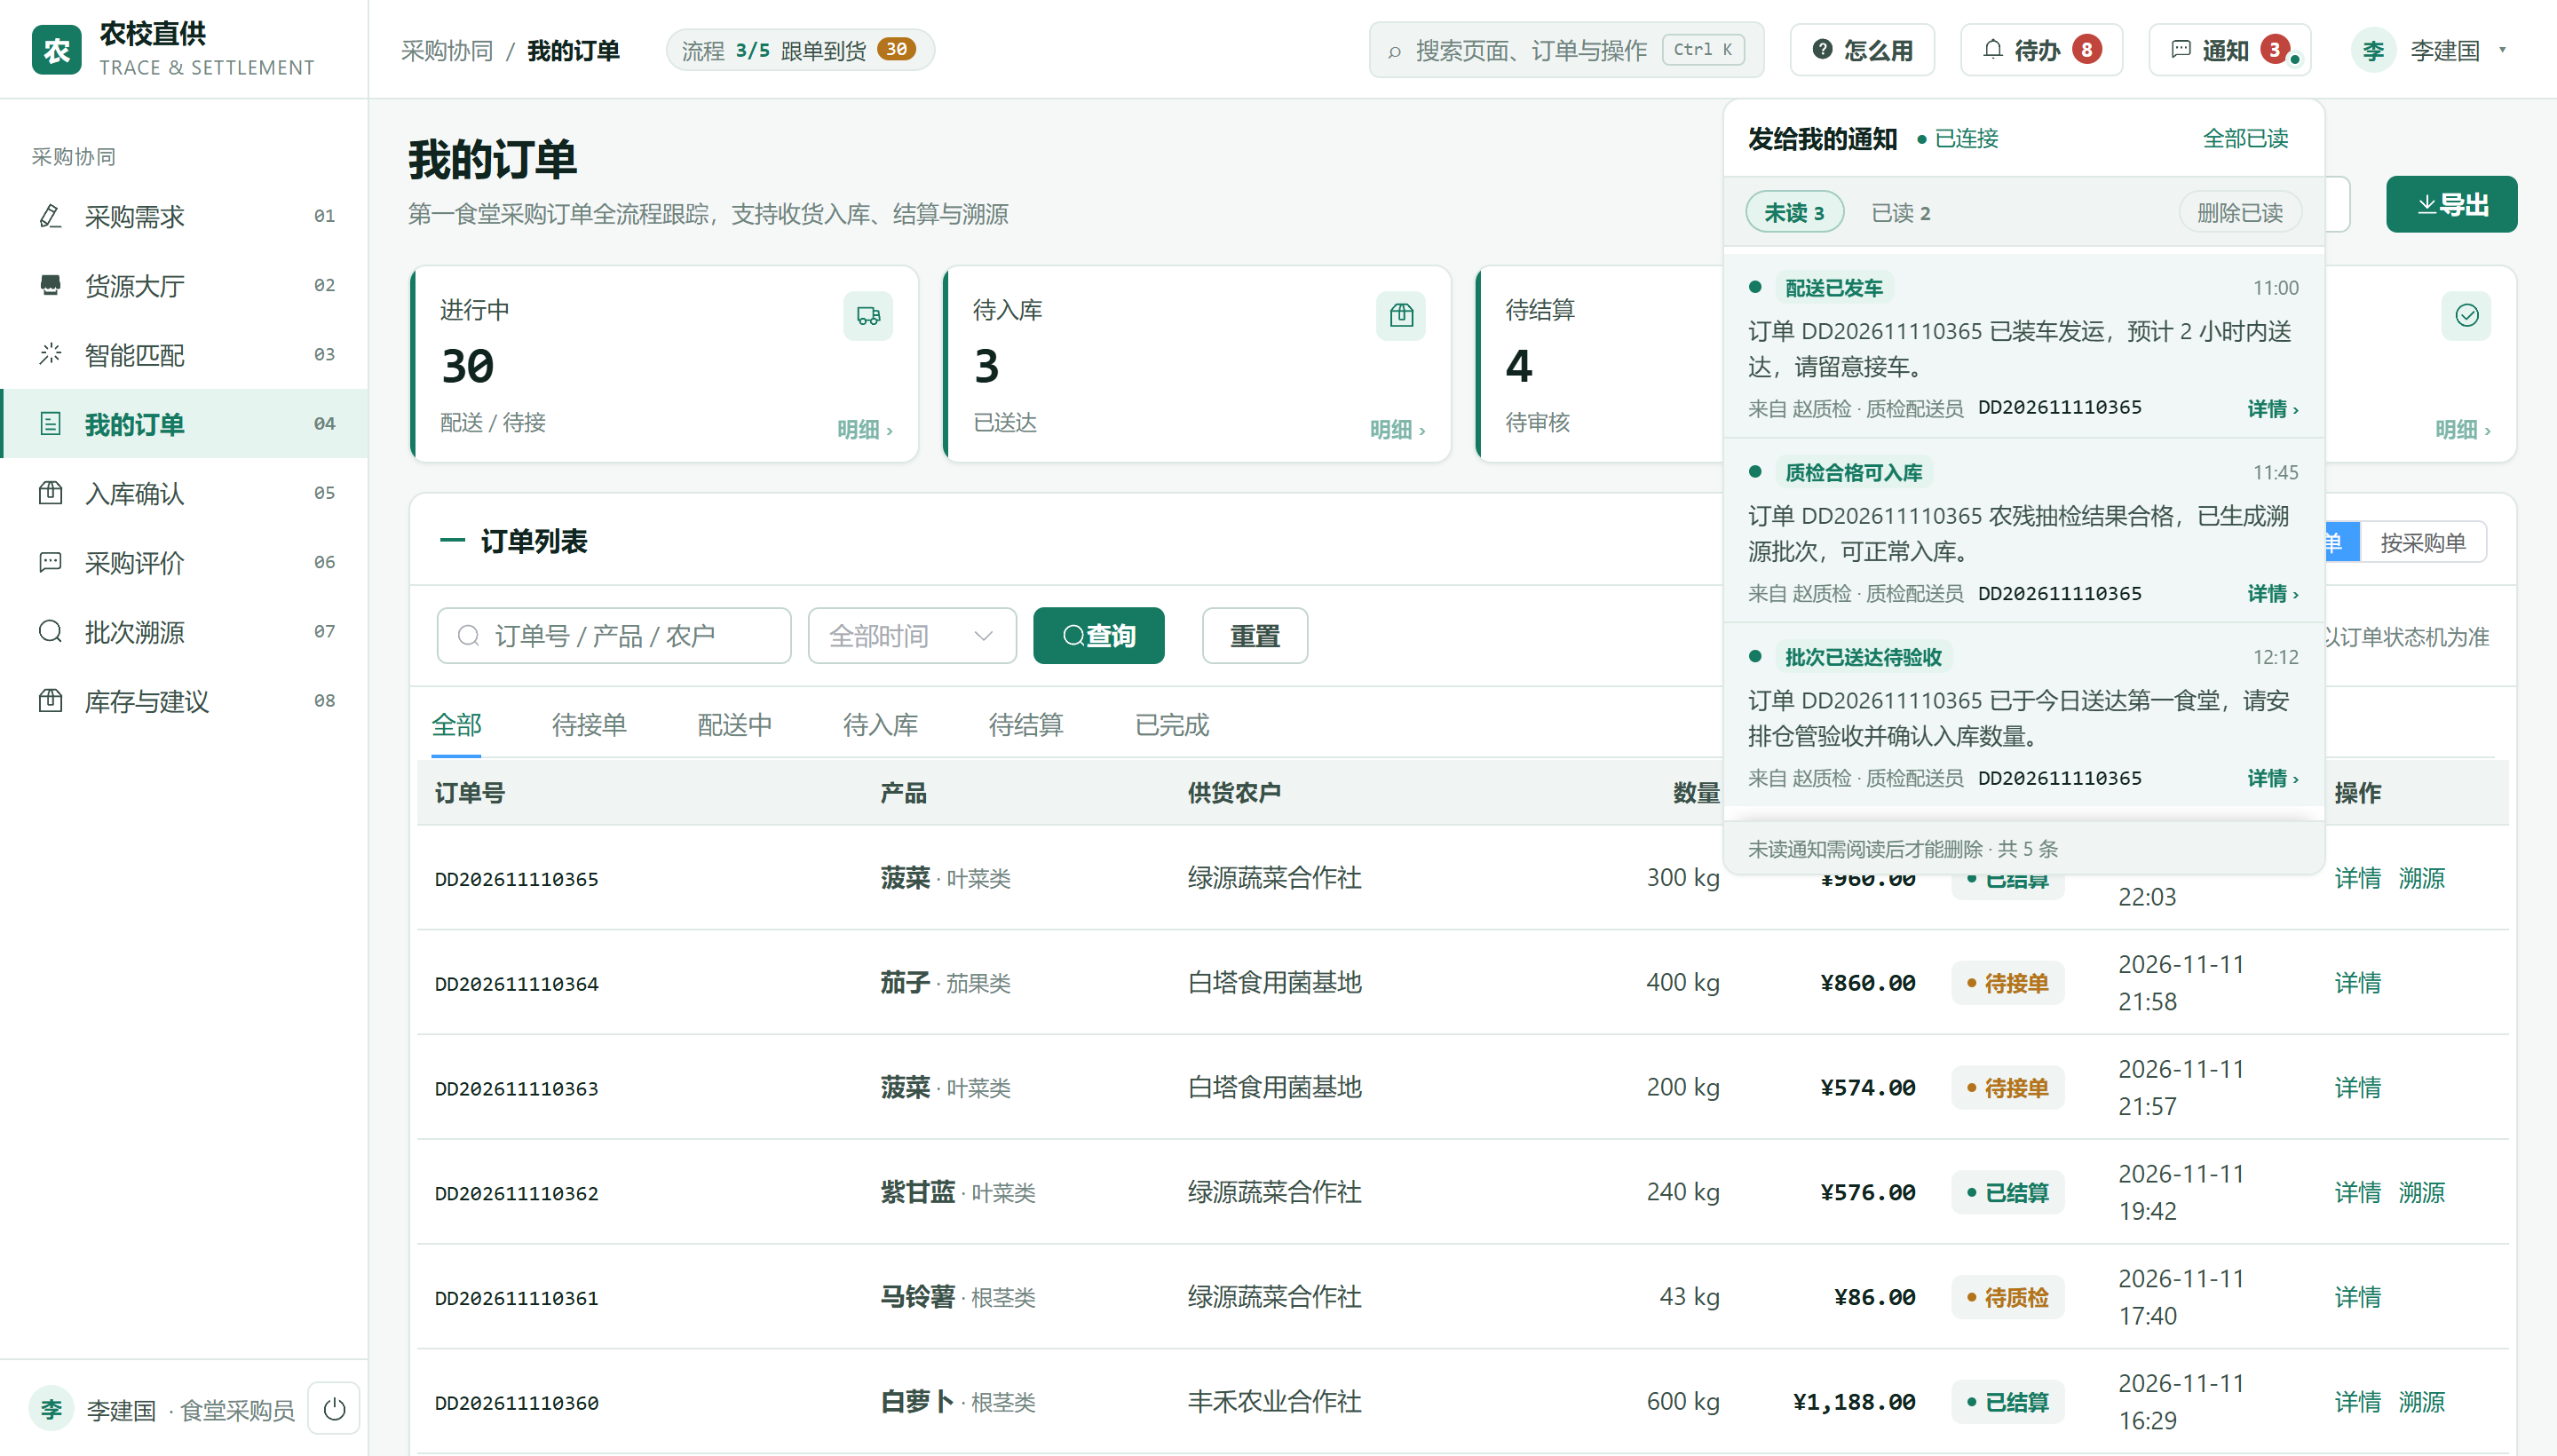 农
农校直供
TRACE & SETTLEMENT
采购协同
采购需求 01
货源大厅 02
智能匹配 03
我的订单 04
入库确认 05
采购评价 06
批次溯源 07
库存与建议 08
李 李建国 · 食堂采购员
采购协同 / 我的订单
流程 3/5 跟单到货 30
搜索页面、订单与操作 Ctrl K
怎么用
待办 8
通知 3
李 李建国
我的订单
第一食堂采购订单全流程跟踪，支持收货入库、结算与溯源
导出
进行中
30
配送 / 待接
明细 ›
待入库
3
已送达
明细 ›
待结算
4
待审核
明细 ›
订单列表
单 按采购单
订单号 / 产品 / 农户
全部时间
查询
重置
以订单状态机为准
全部 待接单 配送中 待入库 待结算 已完成
订单号 产品 供货农户 数量 操作
DD202611110365 菠菜 · 叶菜类 绿源蔬菜合作社 300 kg ¥960.00 已结算 22:03 详情 溯源
DD202611110364 茄子 · 茄果类 白塔食用菌基地 400 kg ¥860.00 待接单 2026-11-11 21:58 详情
DD202611110363 菠菜 · 叶菜类 白塔食用菌基地 200 kg ¥574.00 待接单 2026-11-11 21:57 详情
DD202611110362 紫甘蓝 · 叶菜类 绿源蔬菜合作社 240 kg ¥576.00 已结算 2026-11-11 19:42 详情 溯源
DD202611110361 马铃薯 · 根茎类 绿源蔬菜合作社 43 kg ¥86.00 待质检 2026-11-11 17:40 详情
DD202611110360 白萝卜 · 根茎类 丰禾农业合作社 600 kg ¥1,188.00 已结算 2026-11-11 16:29 详情 溯源
发给我的通知 已连接 全部已读
未读 3 已读 2 删除已读
配送已发车 11:00
订单 DD202611110365 已装车发运，预计 2 小时内送
达，请留意接车。
来自 赵质检 · 质检配送员 DD202611110365 详情 ›
质检合格可入库 11:45
订单 DD202611110365 农残抽检结果合格，已生成溯
源批次，可正常入库。
来自 赵质检 · 质检配送员 DD202611110365 详情 ›
批次已送达待验收 12:12
订单 DD202611110365 已于今日送达第一食堂，请安
排仓管验收并确认入库数量。
来自 赵质检 · 质检配送员 DD202611110365 详情 ›
未读通知需阅读后才能删除 · 共 5 条